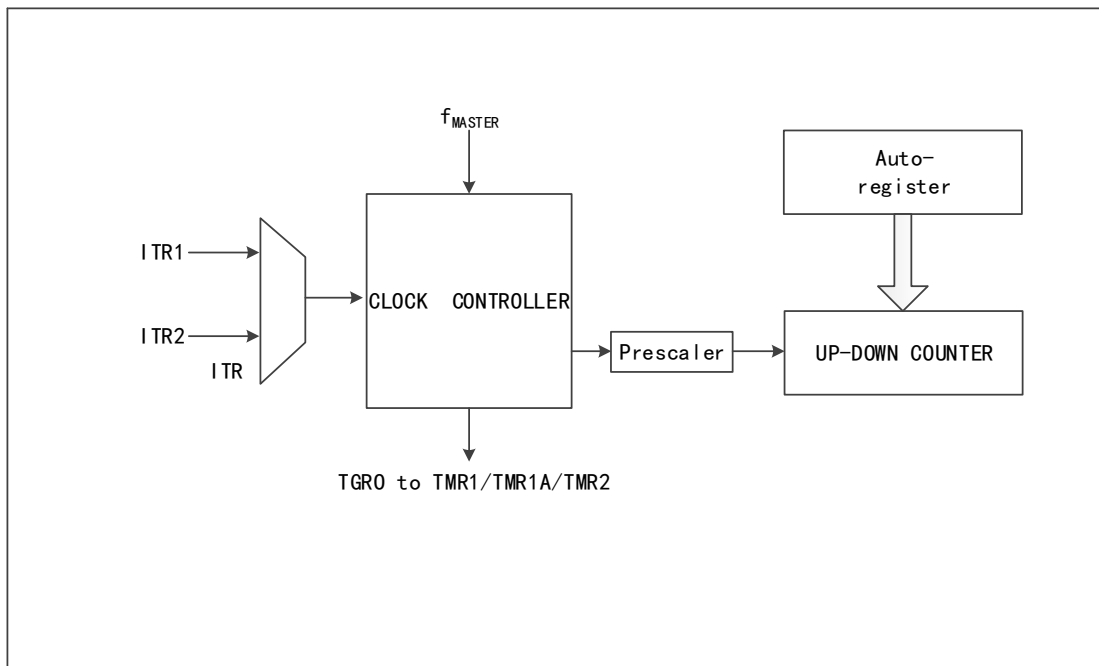 fMASTER
Auto-
register
ITR1
CLOCK CONTROLLER
ITR2
Prescaler
UP-DOWN COUNTER
ITR
TGRO to TMR1/TMR1A/TMR2